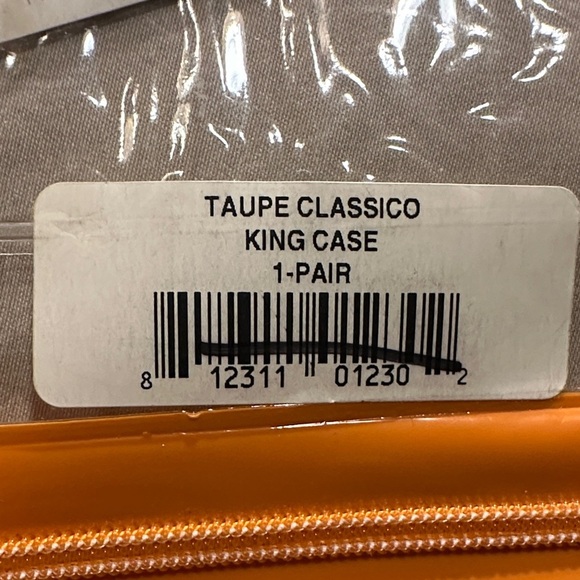 TAUPE CLASSICO
KING CASE
1-PAIR
8 12311 01230 2